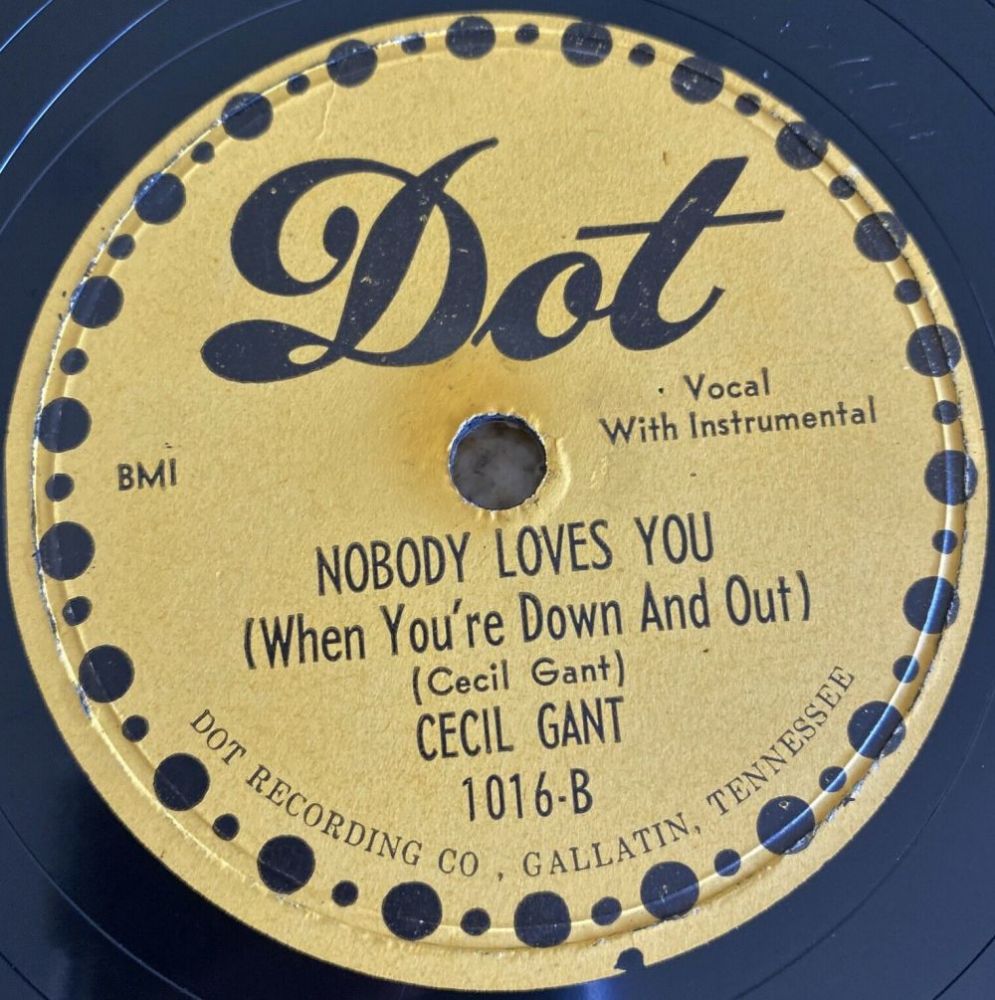 Dot
Vocal
With Instrumental
BMI
NOBODY LOVES YOU
(When You're Down And Out)
(Cecil Gant)
CECIL GANT
1016-B
DOT RECORDING CO., GALLATIN, TENNESSEE